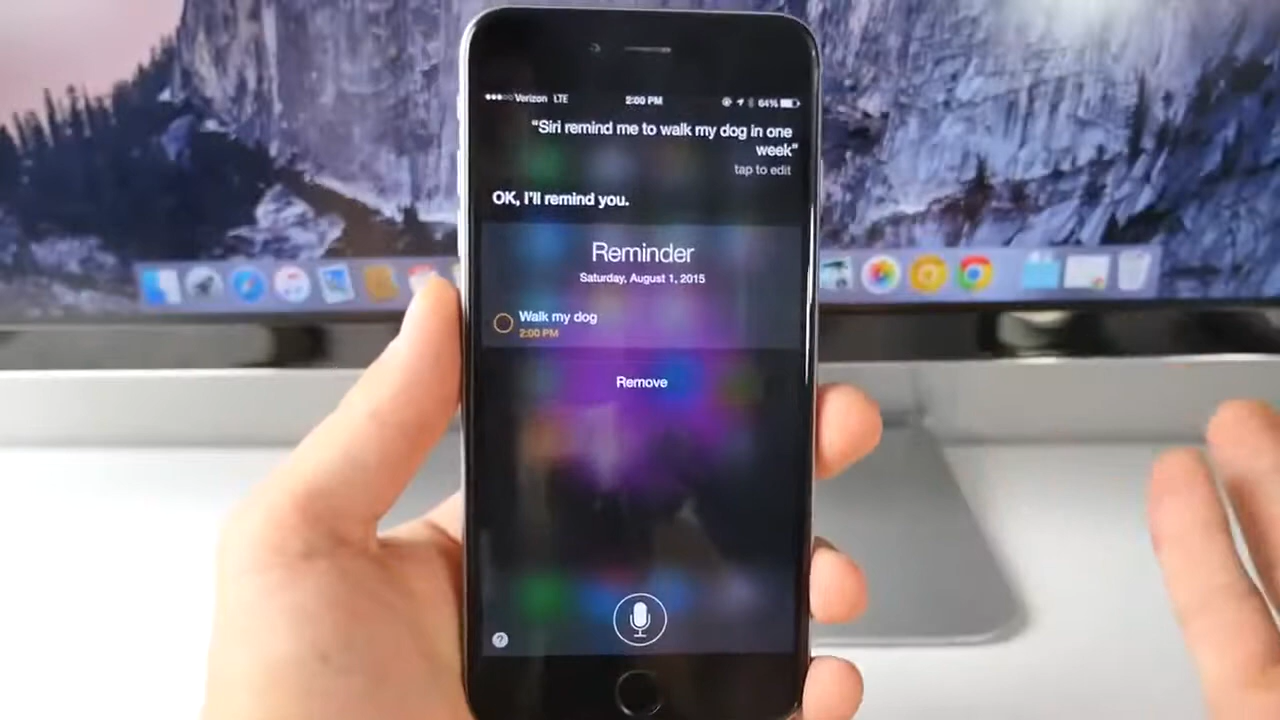 Verizon LTE 2:00 PM 64%
“Siri remind me to walk my dog in one
week”
tap to edit
OK, I'll remind you.
Reminder
Saturday, August 1, 2015
Walk my dog
2:00 PM
Remove
?